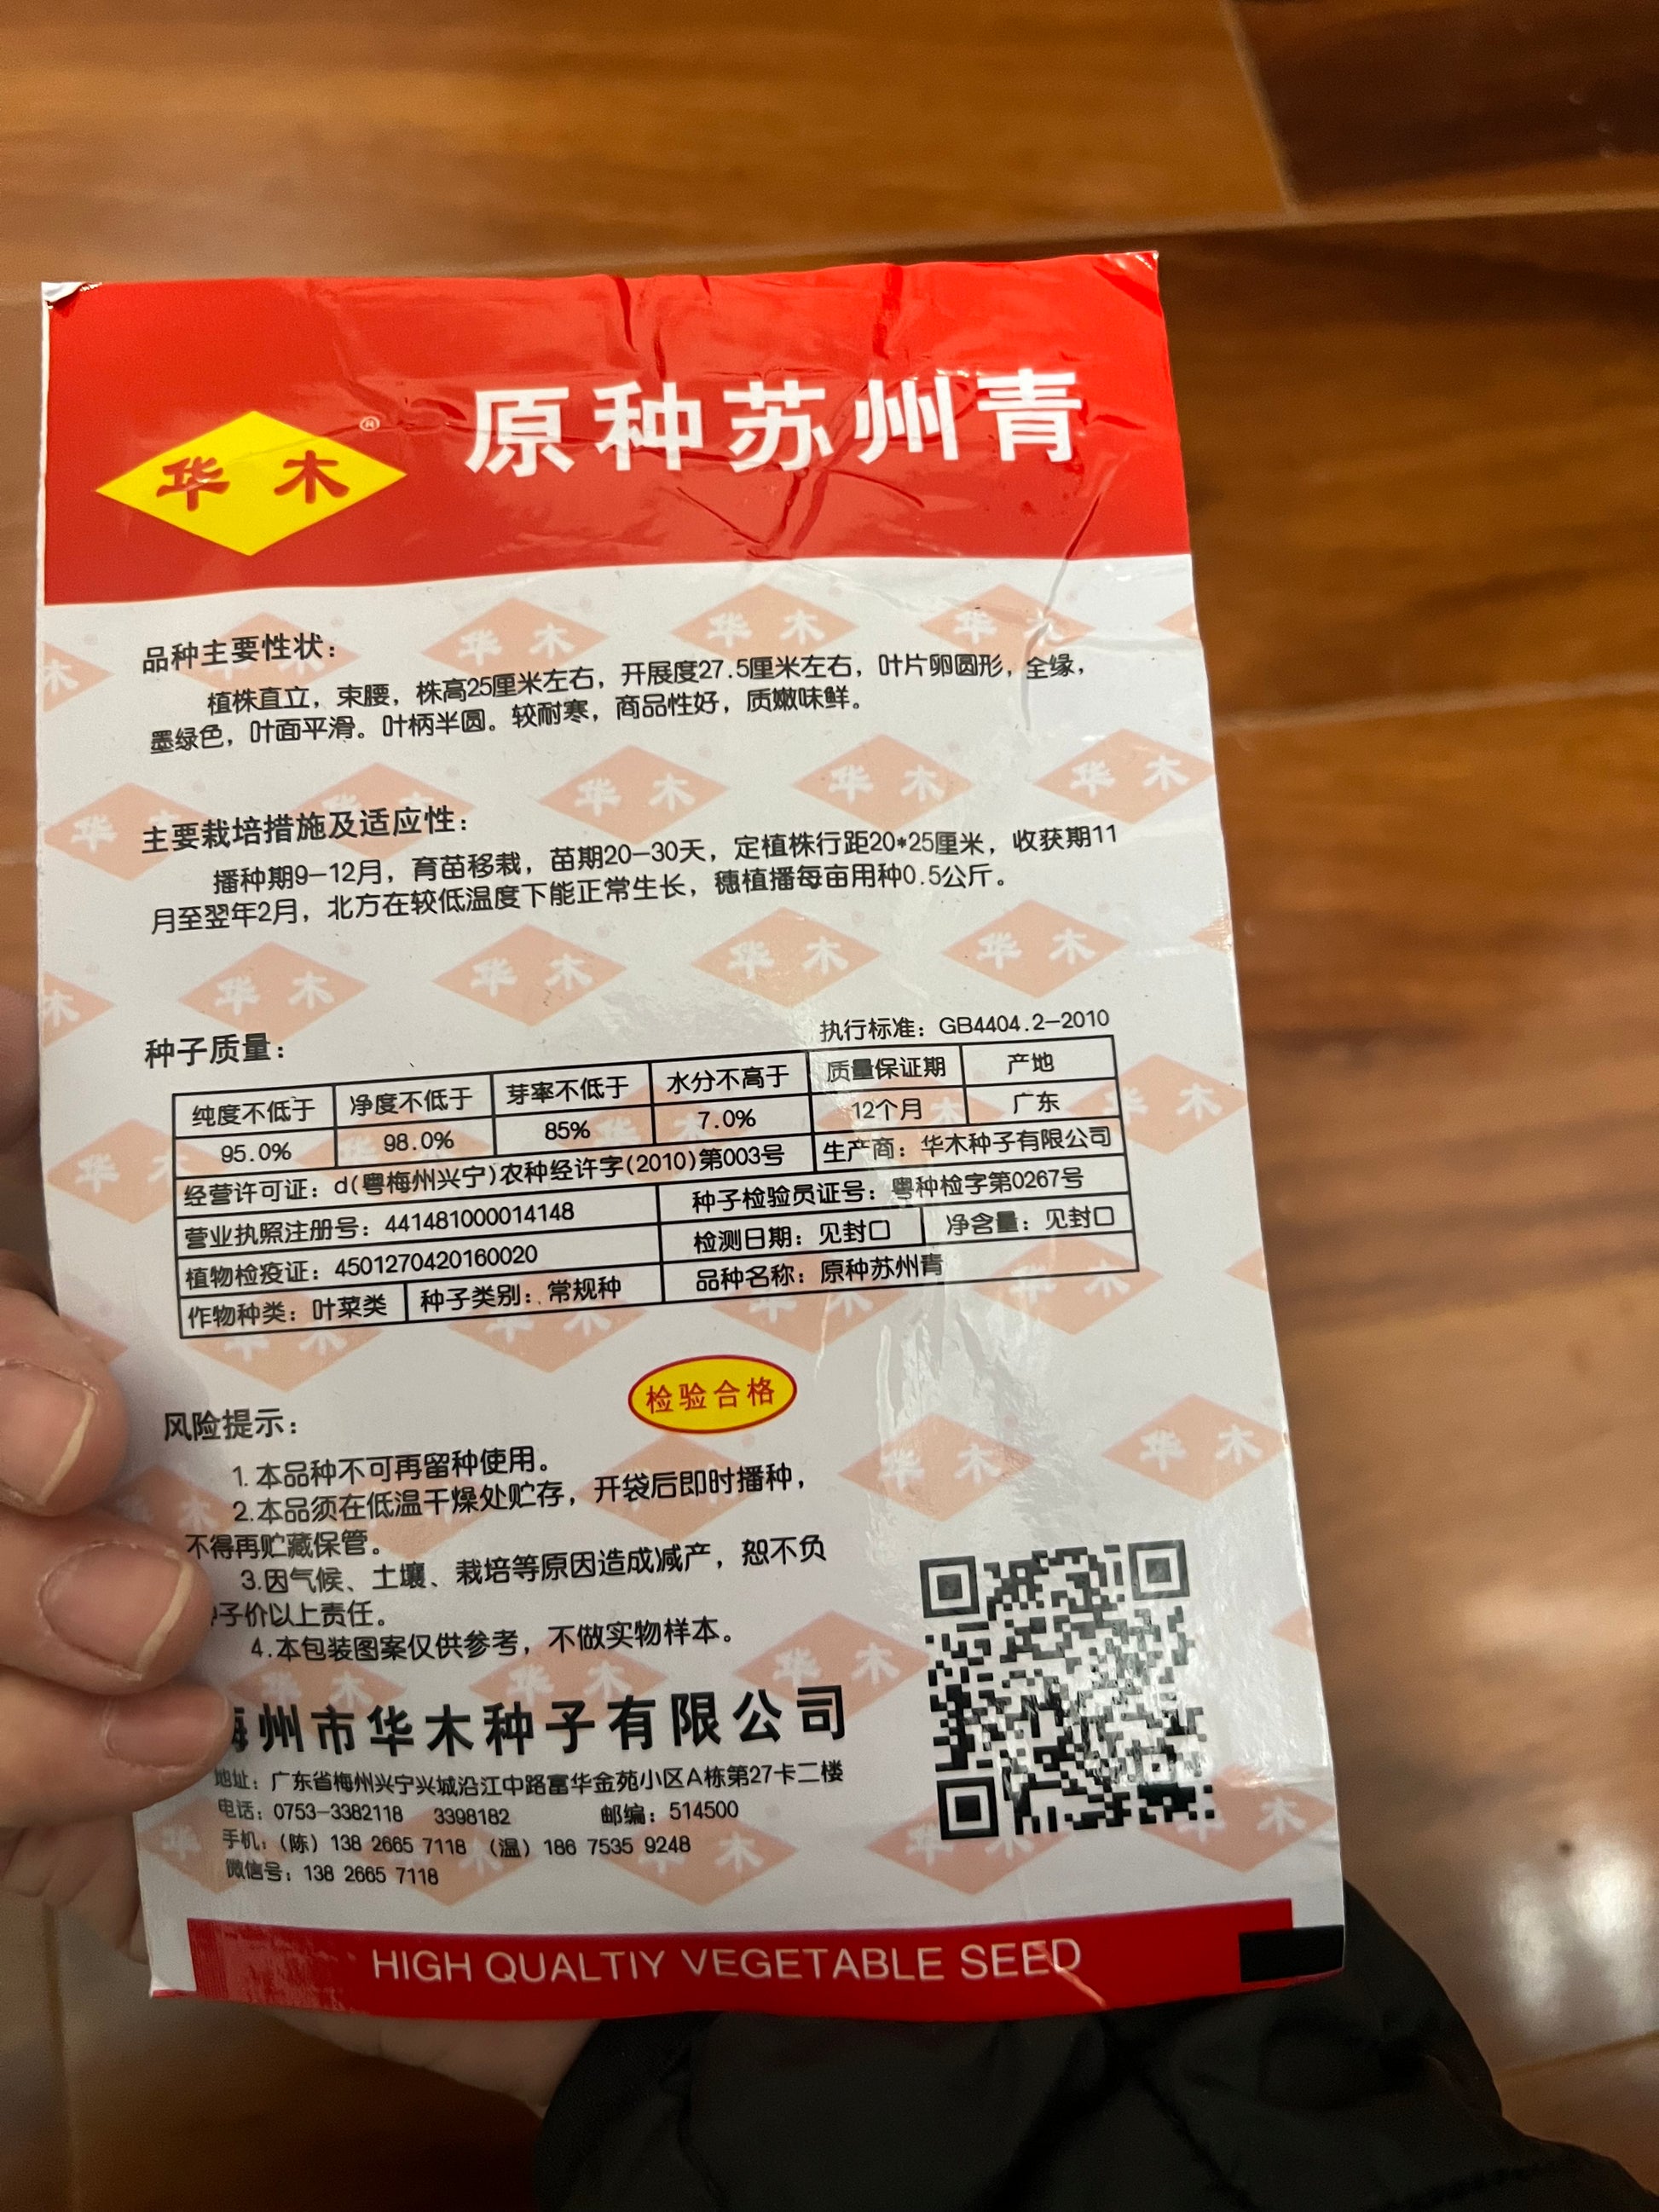 华木®
原种苏州青
品种主要性状：
植株直立，束腰，株高25厘米左右，开展度27.5厘米左右，叶片卵圆形，全缘，
墨绿色，叶面平滑。叶柄半圆。较耐寒，商品性好，质嫩味鲜。
主要栽培措施及适应性：
播种期9-12月，育苗移栽，苗期20-30天，定植株行距20*25厘米，收获期11
月至翌年2月，北方在较低温度下能正常生长，穗植播每亩用种0.5公斤。
种子质量：
执行标准：GB4404.2-2010
纯度不低于 净度不低于 芽率不低于 水分不高于 质量保证期 产地
95.0% 98.0% 85% 7.0% 12个月 广东
经营许可证：d(粤梅州兴宁)农种经许字(2010)第003号 生产商：华木种子有限公司
营业执照注册号：441481000014148 种子检验员证号：粤种检字第0267号
植物检疫证：4501270420160020 检测日期：见封口 净含量：见封口
作物种类：叶菜类 种子类别：常规种 品种名称：原种苏州青
检验合格
风险提示：
1.本品种不可再留种使用。
2.本品须在低温干燥处贮存，开袋后即时播种，
不得再贮藏保管。
3.因气候、土壤、栽培等原因造成减产，恕不负
种子价以上责任。
4.本包装图案仅供参考，不做实物样本。
梅州市华木种子有限公司
地址：广东省梅州兴宁兴城沿江中路富华金苑小区A栋第27卡二楼
电话：0753-3382118 3398182 邮编：514500
手机：（陈）138 2665 7118 （温）186 7535 9248
微信号：138 2665 7118
HIGH QUALTIY VEGETABLE SEED